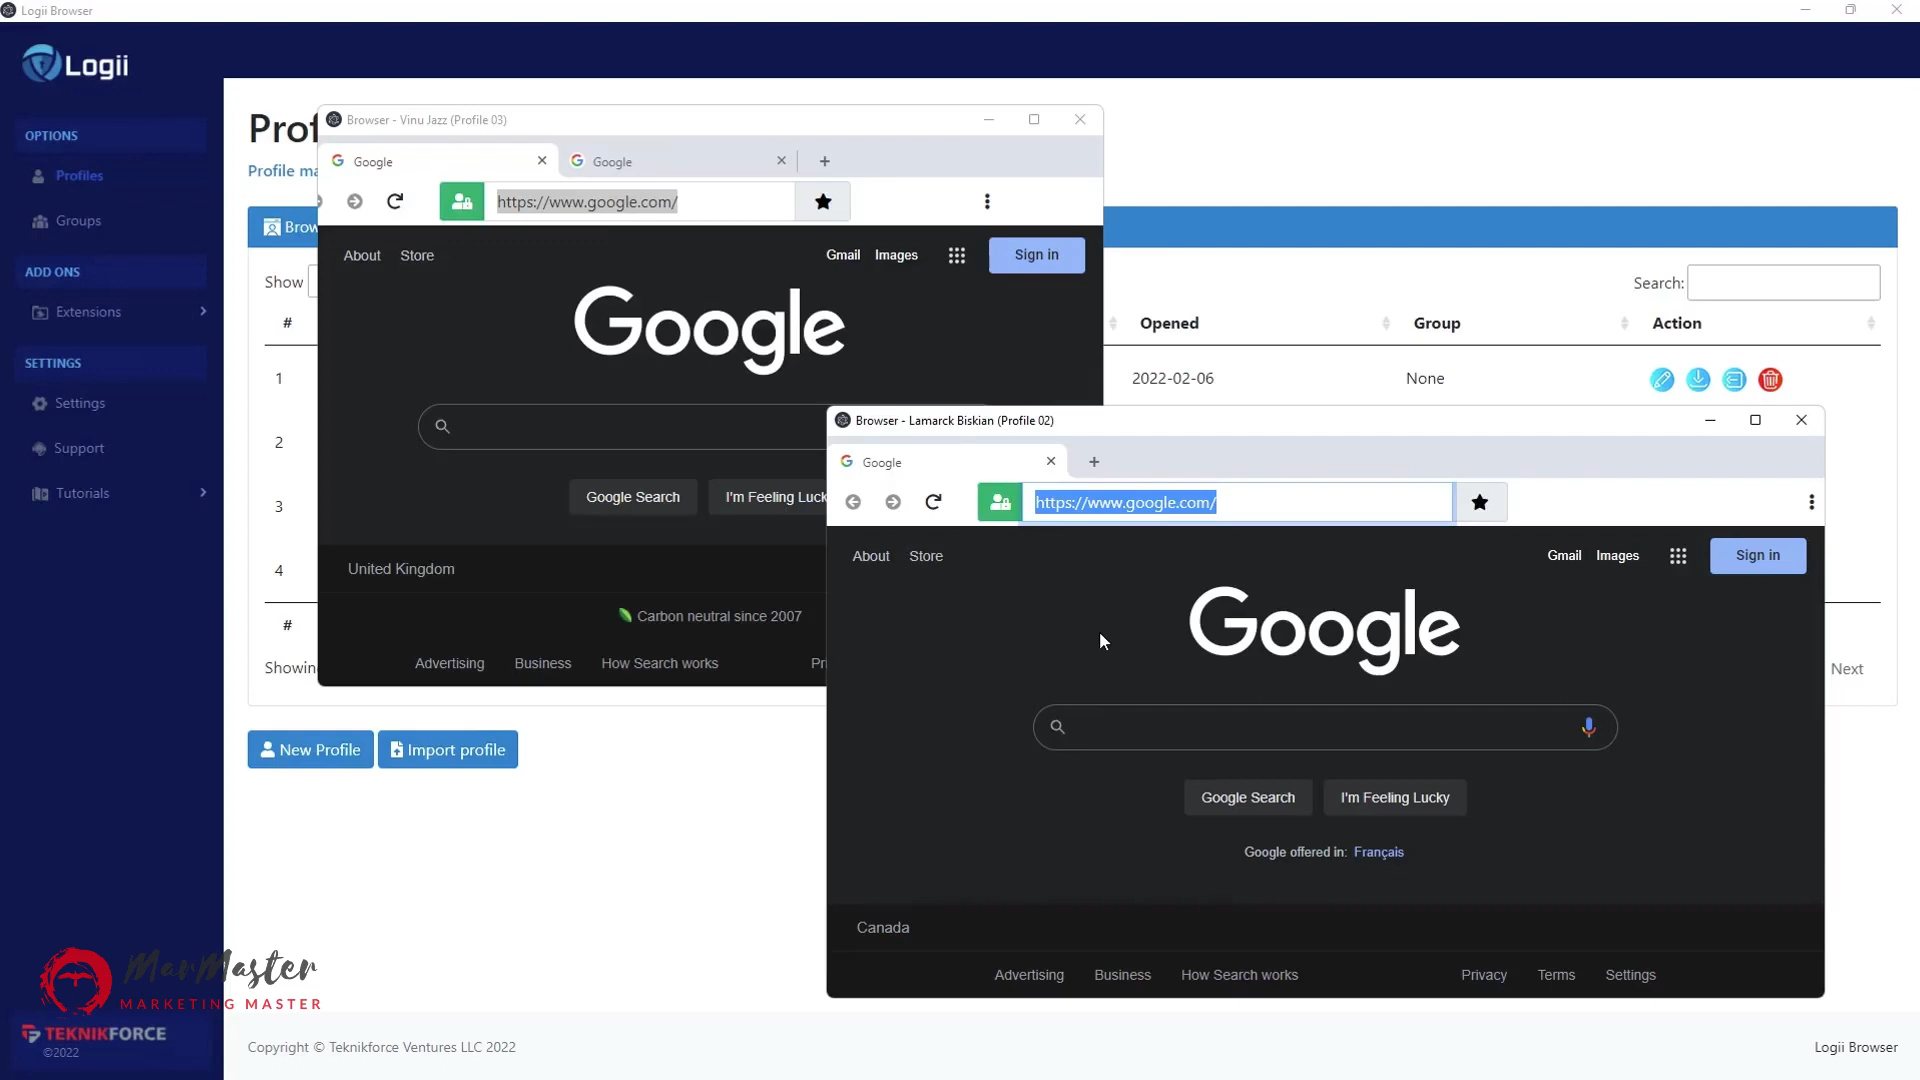 Logii Browser
Logii
OPTIONS
Profiles
Groups
ADD ONS
Extensions
SETTINGS
Settings
Support
Tutorials
MarMaster
MARKETING MASTER
TEKNIKFORCE
©2022
Prof
Profile ma
Brow
Show
Search:
# Opened Group Action
1 2022-02-06 None
2
3
4
#
Showin
Next
New Profile Import profile
Browser - Vinu Jazz (Profile 03)
Google Google
https://www.google.com/
About Store Gmail Images Sign in
Google
Google Search I'm Feeling Luck
United Kingdom
Carbon neutral since 2007
Advertising Business How Search works Pri
Browser - Lamarck Biskian (Profile 02)
Google
https://www.google.com/
About Store Gmail Images Sign in
Google
Google Search I'm Feeling Lucky
Google offered in: Français
Canada
Advertising Business How Search works Privacy Terms Settings
Copyright © Teknikforce Ventures LLC 2022
Logii Browser